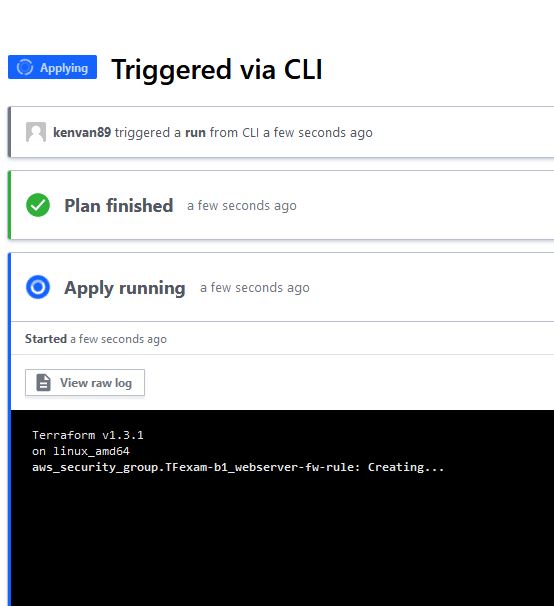 Applying Triggered via CLI
kenvan89 triggered a run from CLI a few seconds ago
Plan finished a few seconds ago
Apply running a few seconds ago
Started a few seconds ago
View raw log
Terraform v1.3.1
on linux_amd64
aws_security_group.TFexam-b1_webserver-fw-rule: Creating...